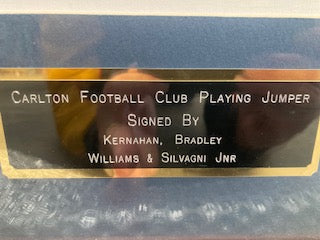 Carlton Football Club Playing Jumper
Signed By
Kernahan, Bradley
Williams & Silvagni Jnr